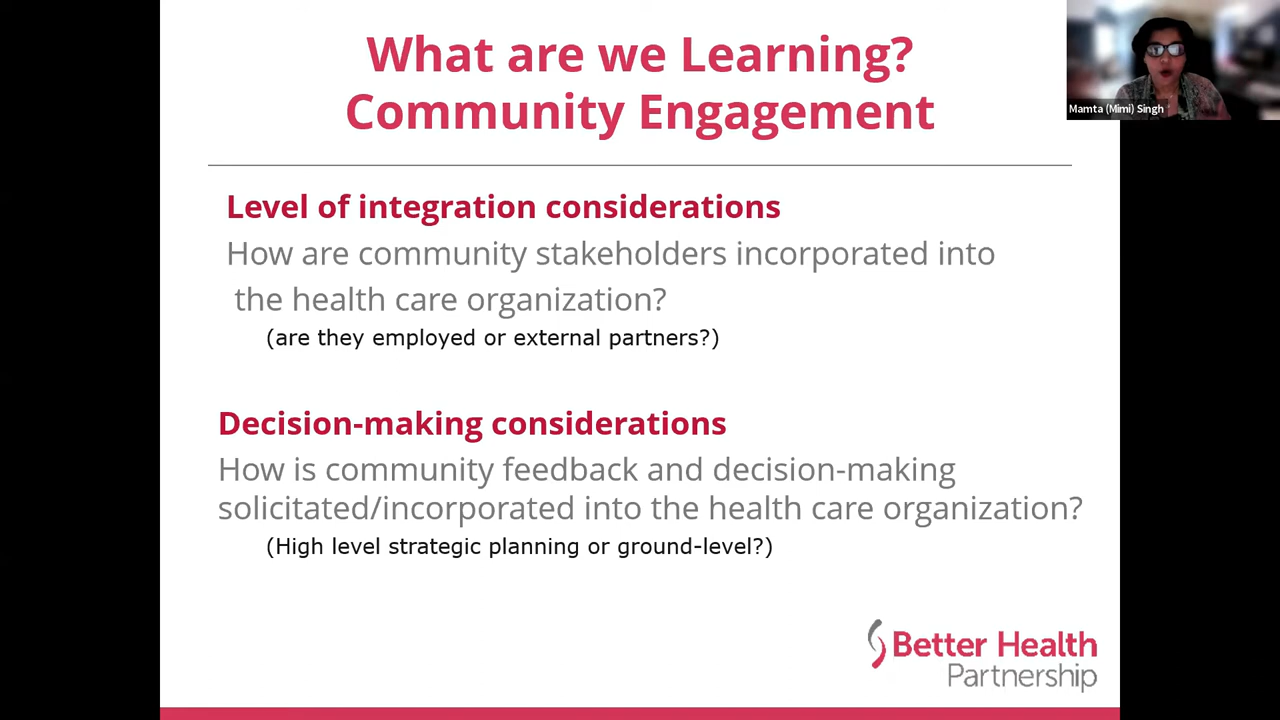 What are we Learning?
Community Engagement
Mamta (Mimi) Singh
Level of integration considerations
How are community stakeholders incorporated into
the health care organization?
(are they employed or external partners?)
Decision-making considerations
How is community feedback and decision-making
solicitated/incorporated into the health care organization?
(High level strategic planning or ground-level?)
Better Health
Partnership